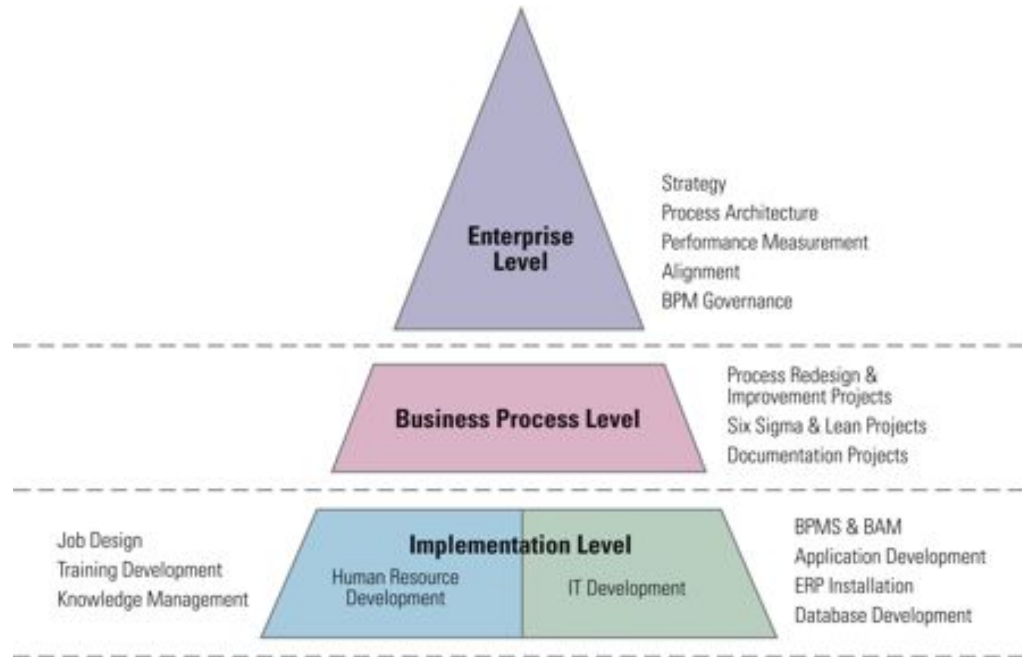 Enterprise
Level
Strategy
Process Architecture
Performance Measurement
Alignment
BPM Governance
Business Process Level
Process Redesign &
Improvement Projects
Six Sigma & Lean Projects
Documentation Projects
Job Design
Training Development
Knowledge Management
Implementation Level
Human Resource
Development
IT Development
BPMS & BAM
Application Development
ERP Installation
Database Development